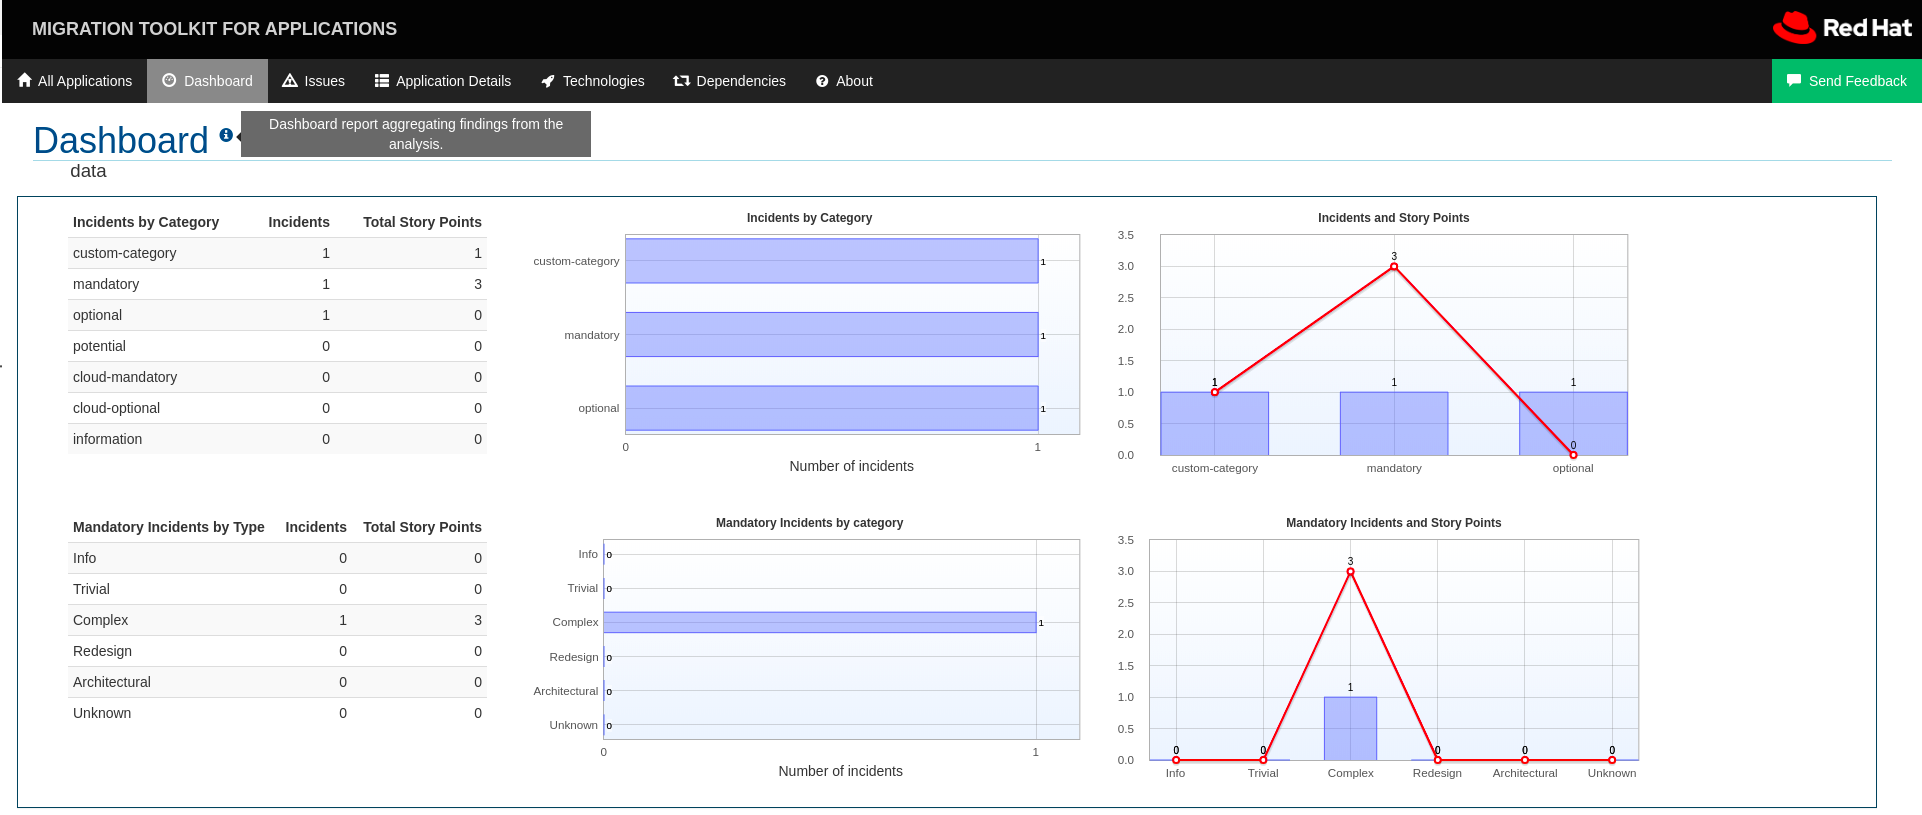 MIGRATION TOOLKIT FOR APPLICATIONS
Red Hat
All Applications Dashboard Issues Application Details Technologies Dependencies About Send Feedback
Dashboard
Dashboard report aggregating findings from the
analysis.
data
Incidents by Category Incidents Total Story Points
custom-category 1 1
mandatory 1 3
optional 1 0
potential 0 0
cloud-mandatory 0 0
cloud-optional 0 0
information 0 0
Incidents by Category
custom-category 1
mandatory 1
optional 1
0 1
Number of incidents
Incidents and Story Points
3.5
3.0
2.5
2.0
1.5
1.0
0.5
0.0
3
1 1 1
0
custom-category mandatory optional
Mandatory Incidents by Type Incidents Total Story Points
Info 0 0
Trivial 0 0
Complex 1 3
Redesign 0 0
Architectural 0 0
Unknown 0 0
Mandatory Incidents by category
Info 0
Trivial 0
Complex 1
Redesign 0
Architectural 0
Unknown 0
0 1
Number of incidents
Mandatory Incidents and Story Points
3.5
3.0
2.5
2.0
1.5
1.0
0.5
0.0
3
1
0 0 0 0 0
Info Trivial Complex Redesign Architectural Unknown